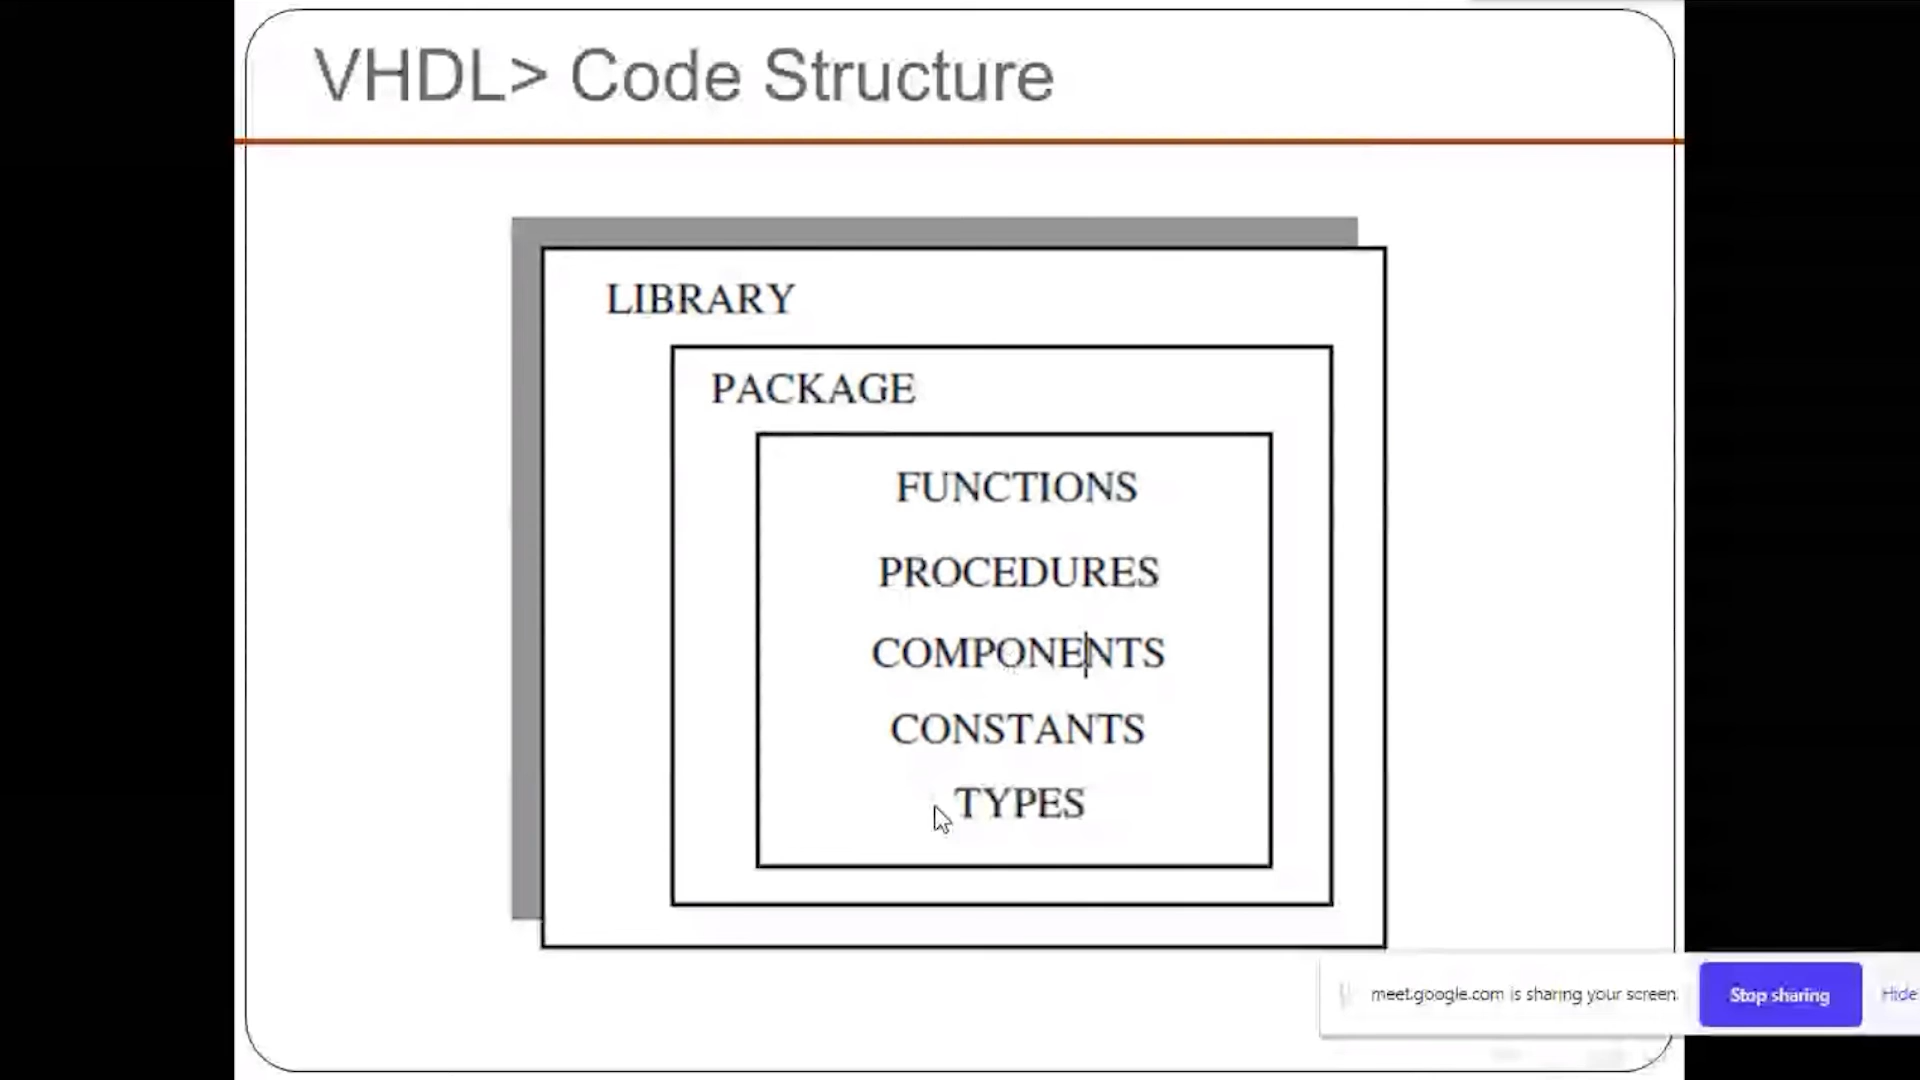 VHDL> Code Structure
LIBRARY
PACKAGE
FUNCTIONS
PROCEDURES
COMPONENTS
CONSTANTS
TYPES
meet.google.com is sharing your screen.
Stop sharing
Hide